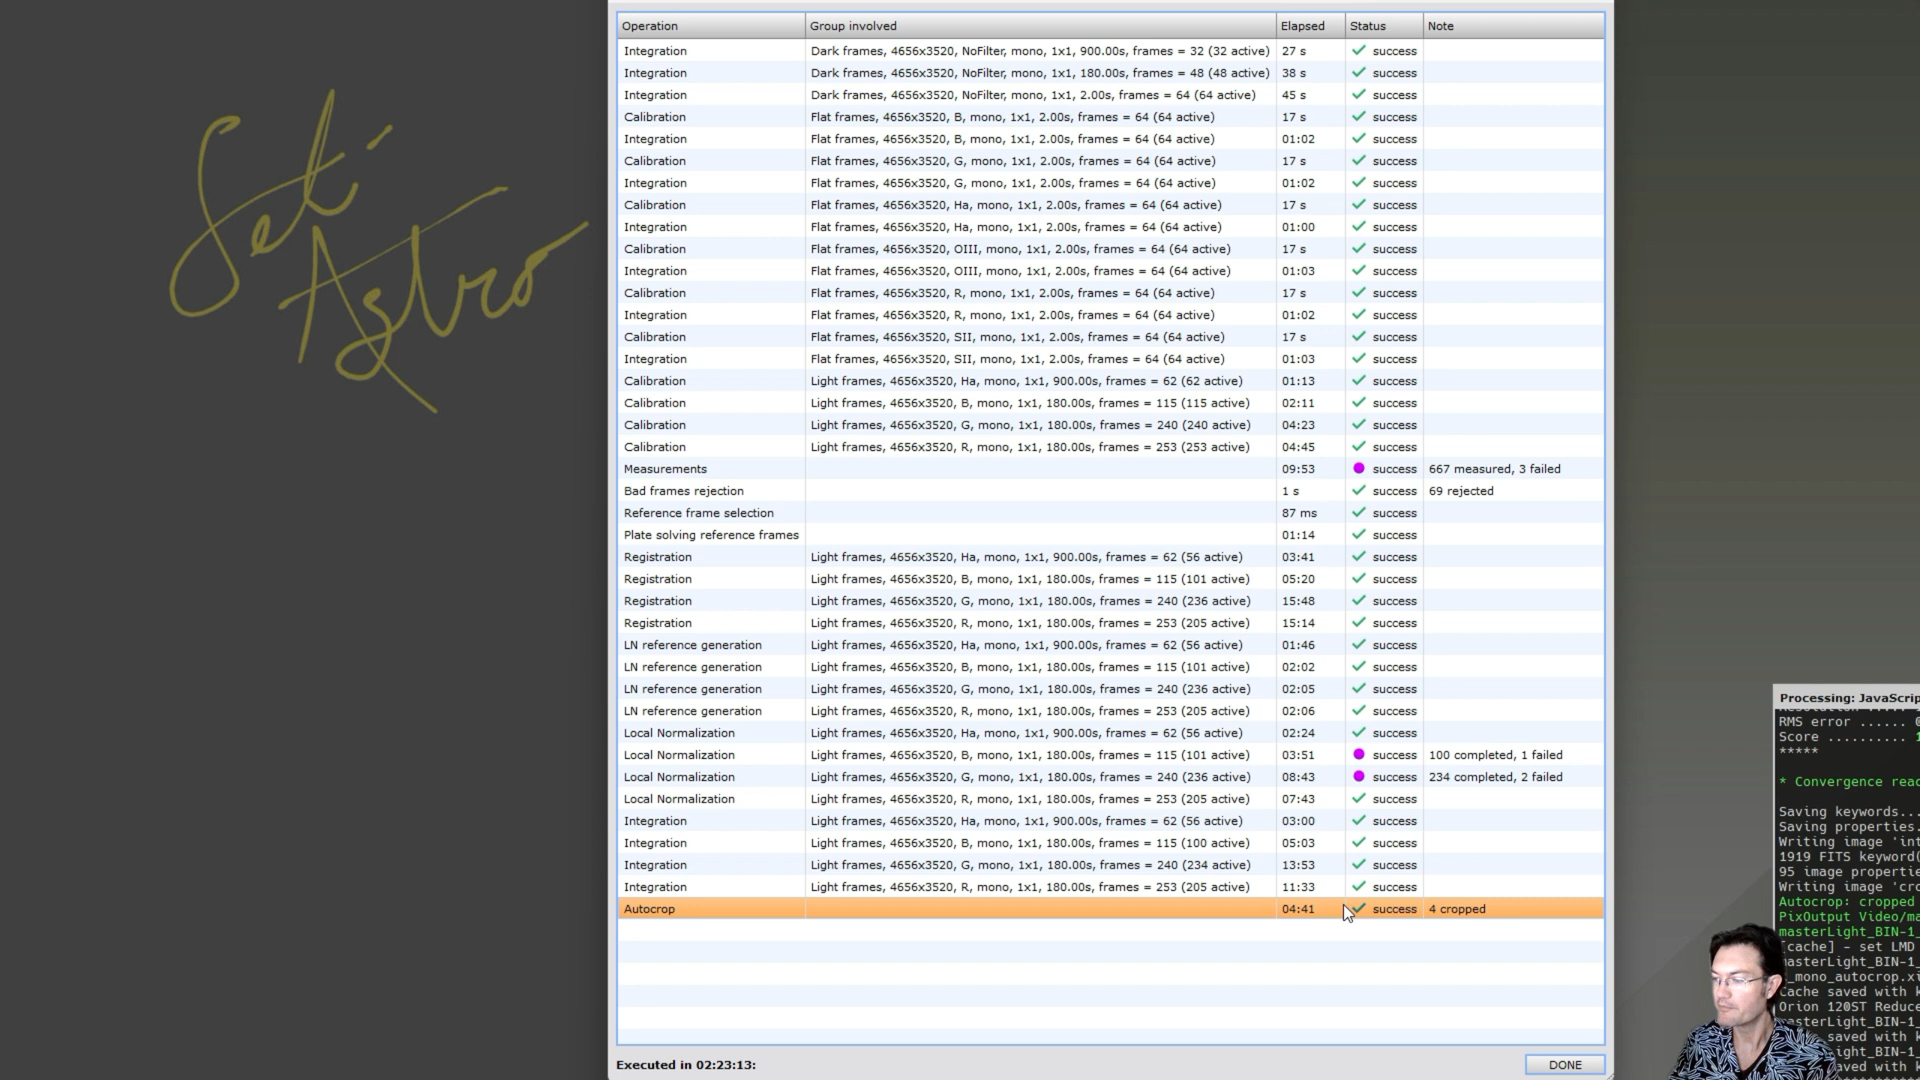 Seti
Astro
Operation Group involved Elapsed Status Note
Integration Dark frames, 4656x3520, NoFilter, mono, 1x1, 900.00s, frames = 32 (32 active) 27 s success
Integration Dark frames, 4656x3520, NoFilter, mono, 1x1, 180.00s, frames = 48 (48 active) 38 s success
Integration Dark frames, 4656x3520, NoFilter, mono, 1x1, 2.00s, frames = 64 (64 active) 45 s success
Calibration Flat frames, 4656x3520, B, mono, 1x1, 2.00s, frames = 64 (64 active) 17 s success
Integration Flat frames, 4656x3520, B, mono, 1x1, 2.00s, frames = 64 (64 active) 01:02 success
Calibration Flat frames, 4656x3520, G, mono, 1x1, 2.00s, frames = 64 (64 active) 17 s success
Integration Flat frames, 4656x3520, G, mono, 1x1, 2.00s, frames = 64 (64 active) 01:02 success
Calibration Flat frames, 4656x3520, Ha, mono, 1x1, 2.00s, frames = 64 (64 active) 17 s success
Integration Flat frames, 4656x3520, Ha, mono, 1x1, 2.00s, frames = 64 (64 active) 01:00 success
Calibration Flat frames, 4656x3520, OIII, mono, 1x1, 2.00s, frames = 64 (64 active) 17 s success
Integration Flat frames, 4656x3520, OIII, mono, 1x1, 2.00s, frames = 64 (64 active) 01:03 success
Calibration Flat frames, 4656x3520, R, mono, 1x1, 2.00s, frames = 64 (64 active) 17 s success
Integration Flat frames, 4656x3520, R, mono, 1x1, 2.00s, frames = 64 (64 active) 01:02 success
Calibration Flat frames, 4656x3520, SII, mono, 1x1, 2.00s, frames = 64 (64 active) 17 s success
Integration Flat frames, 4656x3520, SII, mono, 1x1, 2.00s, frames = 64 (64 active) 01:03 success
Calibration Light frames, 4656x3520, Ha, mono, 1x1, 900.00s, frames = 62 (62 active) 01:13 success
Calibration Light frames, 4656x3520, B, mono, 1x1, 180.00s, frames = 115 (115 active) 02:11 success
Calibration Light frames, 4656x3520, G, mono, 1x1, 180.00s, frames = 240 (240 active) 04:23 success
Calibration Light frames, 4656x3520, R, mono, 1x1, 180.00s, frames = 253 (253 active) 04:45 success
Measurements 09:53 success 667 measured, 3 failed
Bad frames rejection 1 s success 69 rejected
Reference frame selection 87 ms success
Plate solving reference frames 01:14 success
Registration Light frames, 4656x3520, Ha, mono, 1x1, 900.00s, frames = 62 (56 active) 03:41 success
Registration Light frames, 4656x3520, B, mono, 1x1, 180.00s, frames = 115 (101 active) 05:20 success
Registration Light frames, 4656x3520, G, mono, 1x1, 180.00s, frames = 240 (236 active) 15:48 success
Registration Light frames, 4656x3520, R, mono, 1x1, 180.00s, frames = 253 (205 active) 15:14 success
LN reference generation Light frames, 4656x3520, Ha, mono, 1x1, 900.00s, frames = 62 (56 active) 01:46 success
LN reference generation Light frames, 4656x3520, B, mono, 1x1, 180.00s, frames = 115 (101 active) 02:02 success
LN reference generation Light frames, 4656x3520, G, mono, 1x1, 180.00s, frames = 240 (236 active) 02:05 success
LN reference generation Light frames, 4656x3520, R, mono, 1x1, 180.00s, frames = 253 (205 active) 02:06 success
Local Normalization Light frames, 4656x3520, Ha, mono, 1x1, 900.00s, frames = 62 (56 active) 02:24 success
Local Normalization Light frames, 4656x3520, B, mono, 1x1, 180.00s, frames = 115 (101 active) 03:51 success 100 completed, 1 failed
Local Normalization Light frames, 4656x3520, G, mono, 1x1, 180.00s, frames = 240 (236 active) 08:43 success 234 completed, 2 failed
Local Normalization Light frames, 4656x3520, R, mono, 1x1, 180.00s, frames = 253 (205 active) 07:43 success
Integration Light frames, 4656x3520, Ha, mono, 1x1, 900.00s, frames = 62 (56 active) 03:00 success
Integration Light frames, 4656x3520, B, mono, 1x1, 180.00s, frames = 115 (100 active) 05:03 success
Integration Light frames, 4656x3520, G, mono, 1x1, 180.00s, frames = 240 (234 active) 13:53 success
Integration Light frames, 4656x3520, R, mono, 1x1, 180.00s, frames = 253 (205 active) 11:33 success
Autocrop 04:41 success 4 cropped
Executed in 02:23:13:
DONE
Processing: JavaScrip
RMS error ......
Score ..........
*****
* Convergence reac
Saving keywords...
Saving properties.
Writing image 'int
1919 FITS keyword(
95 image propertie
Writing image 'cro
Autocrop: cropped
PixOutput Video/ma
masterLight_BIN-1_
[cache] - set LMD
masterLight_BIN-1_
_mono_autocrop.xi
Cache saved with k
Orion 120ST Reduce
masterLight_BIN-1_
saved with k
ight_BIN-1_
aved with k